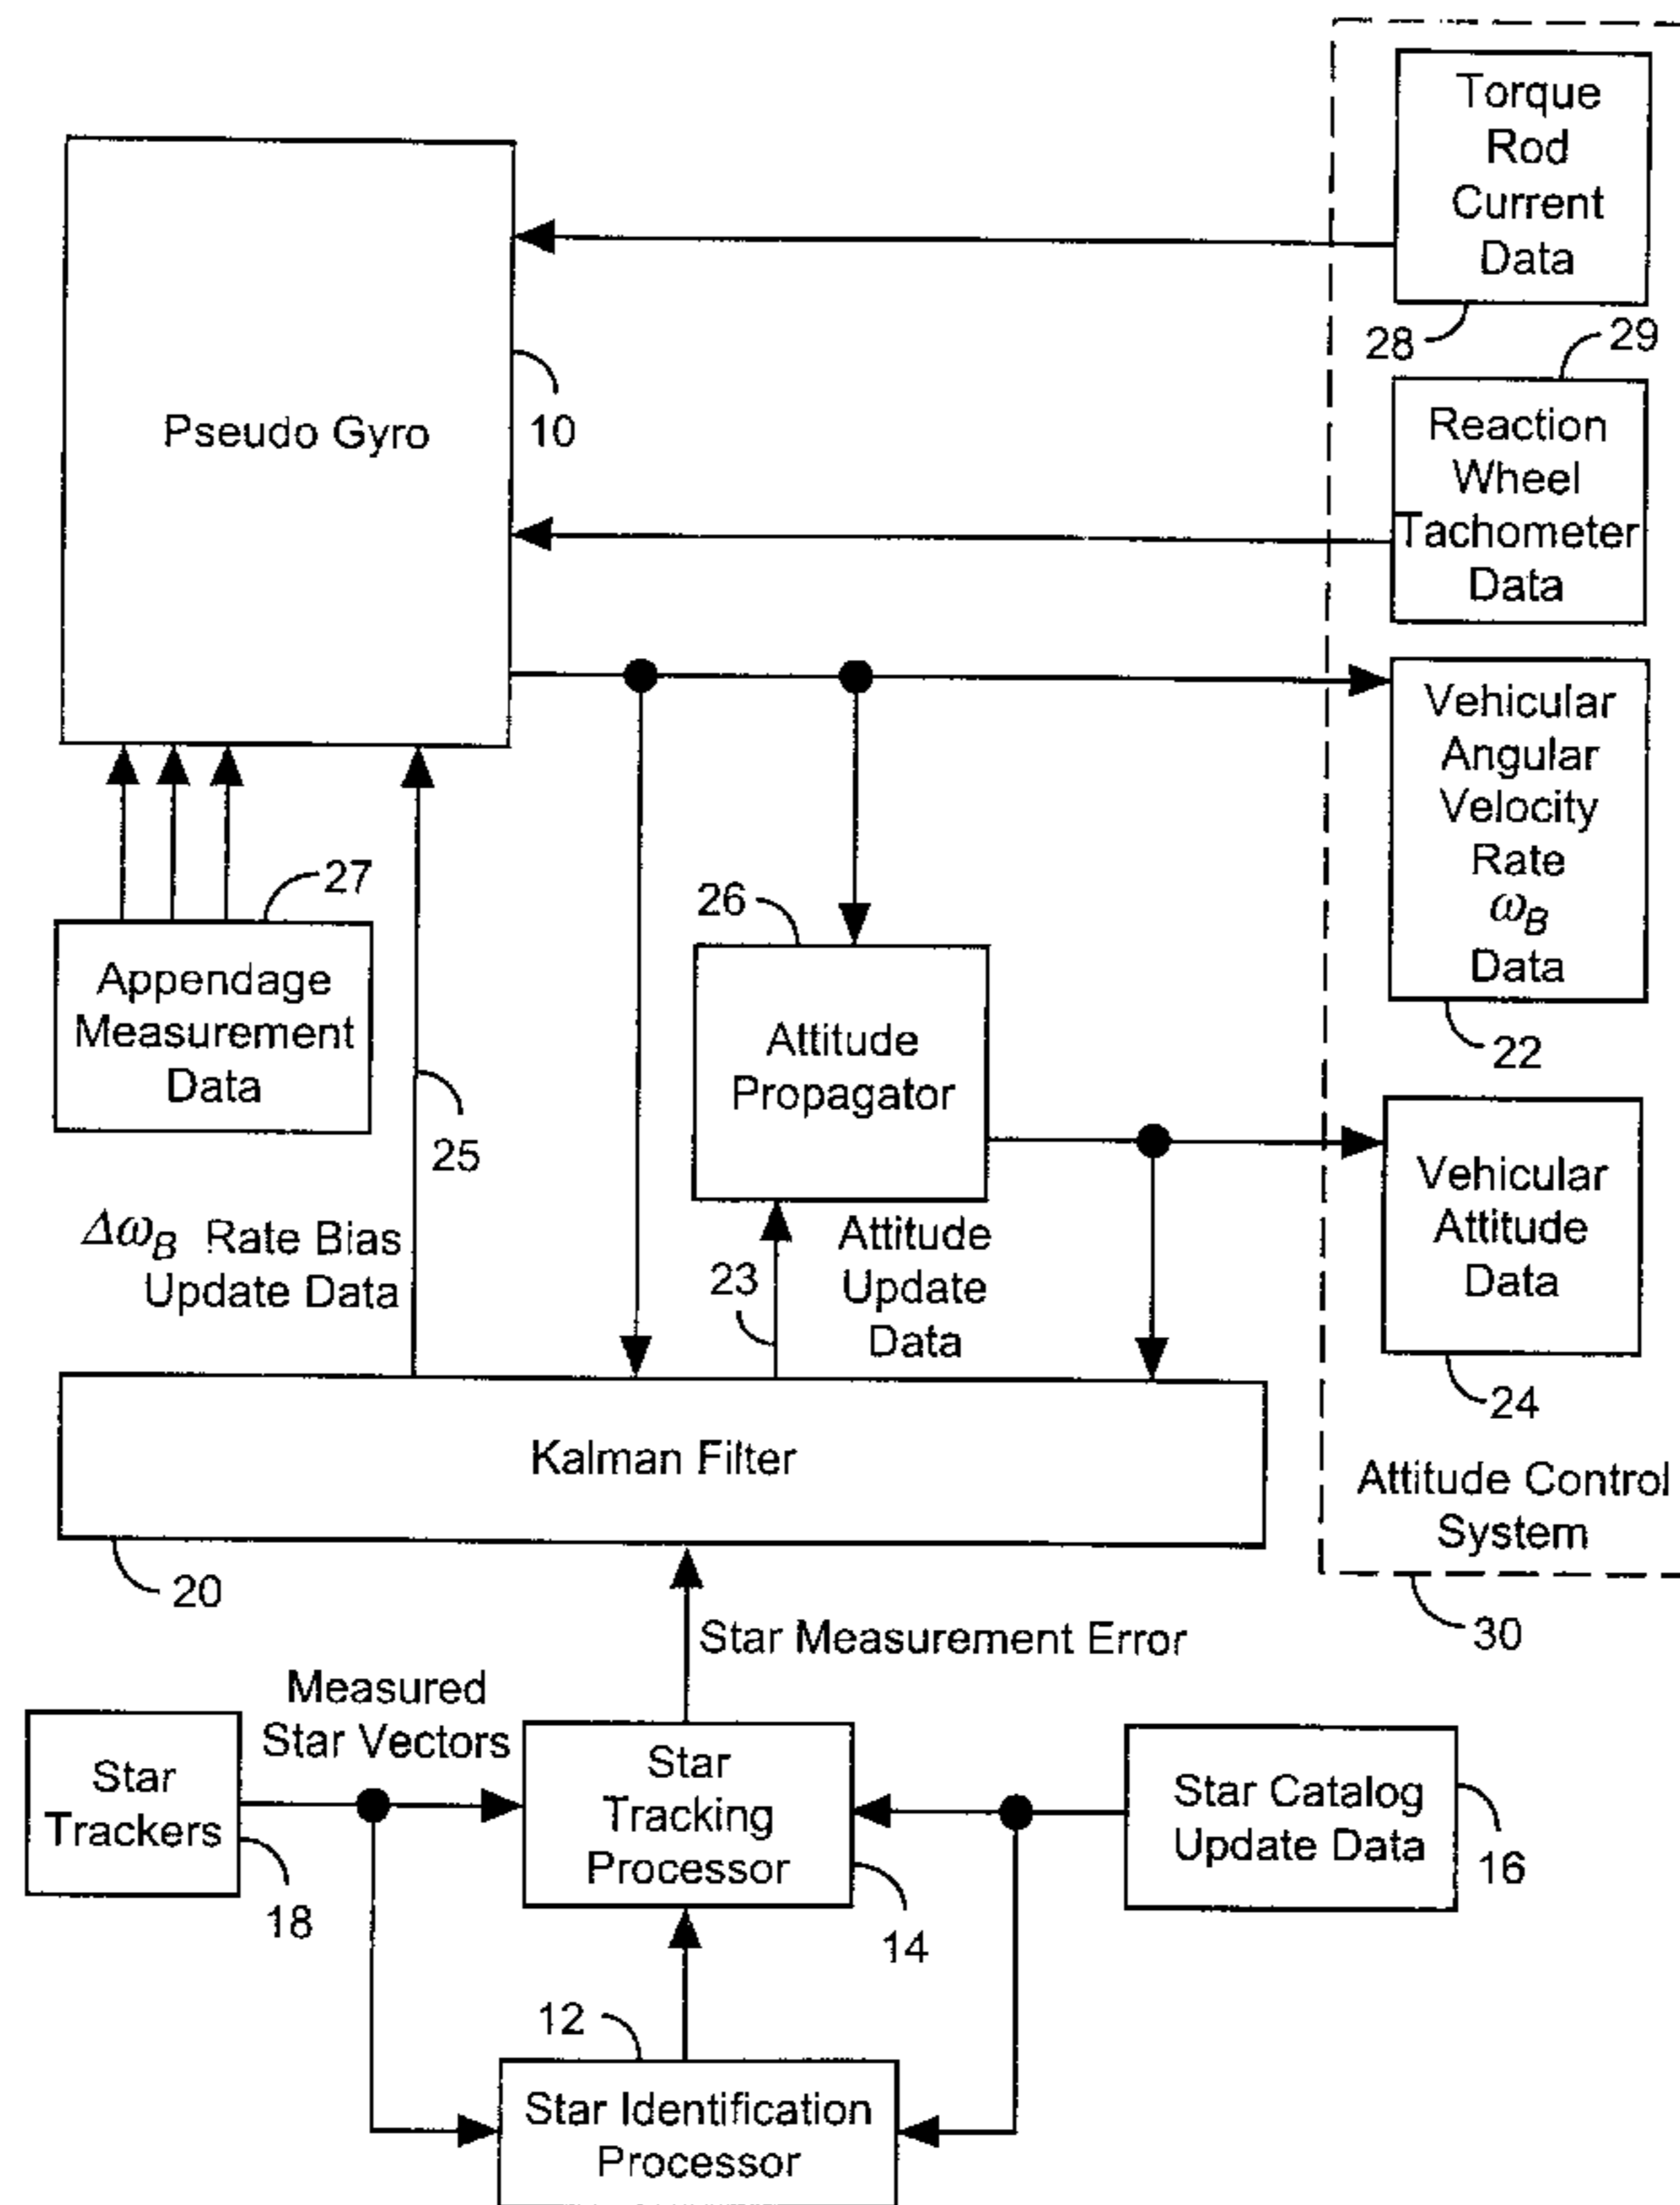 Torque
Rod
Current
Data
28
29
Pseudo Gyro
10
Reaction
Wheel
Tachometer
Data
Vehicular
Angular
Velocity
Rate
ωB
Data
22
27
Appendage
Measurement
Data
25
26
Attitude
Propagator
ΔωB Rate Bias
Update Data
23
Attitude
Update
Data
Vehicular
Attitude
Data
24
Kalman Filter
20
Attitude Control
System
30
Star Measurement Error
Measured
Star Vectors
Star
Trackers
18
Star
Tracking
Processor
14
Star Catalog
Update Data
16
12
Star Identification
Processor